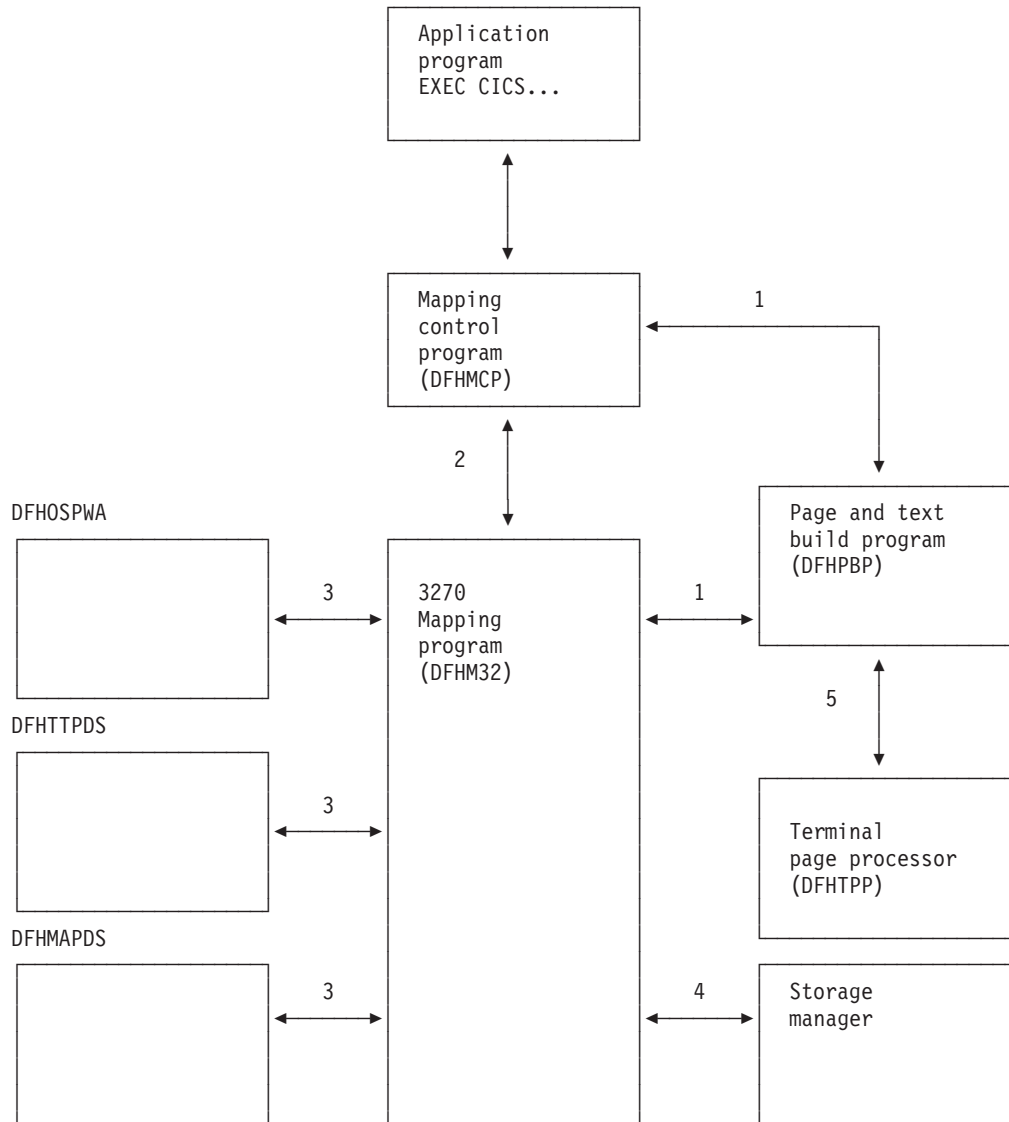 Application
program
EXEC CICS...
Mapping
control
program
(DFHMCP)
1
2
DFHOSPWA
Page and text
build program
(DFHPBP)
3
3270
Mapping
program
(DFHM32)
1
DFHTTPDS
5
3
Terminal
page processor
(DFHTPP)
DFHMAPDS
3
4
Storage
manager